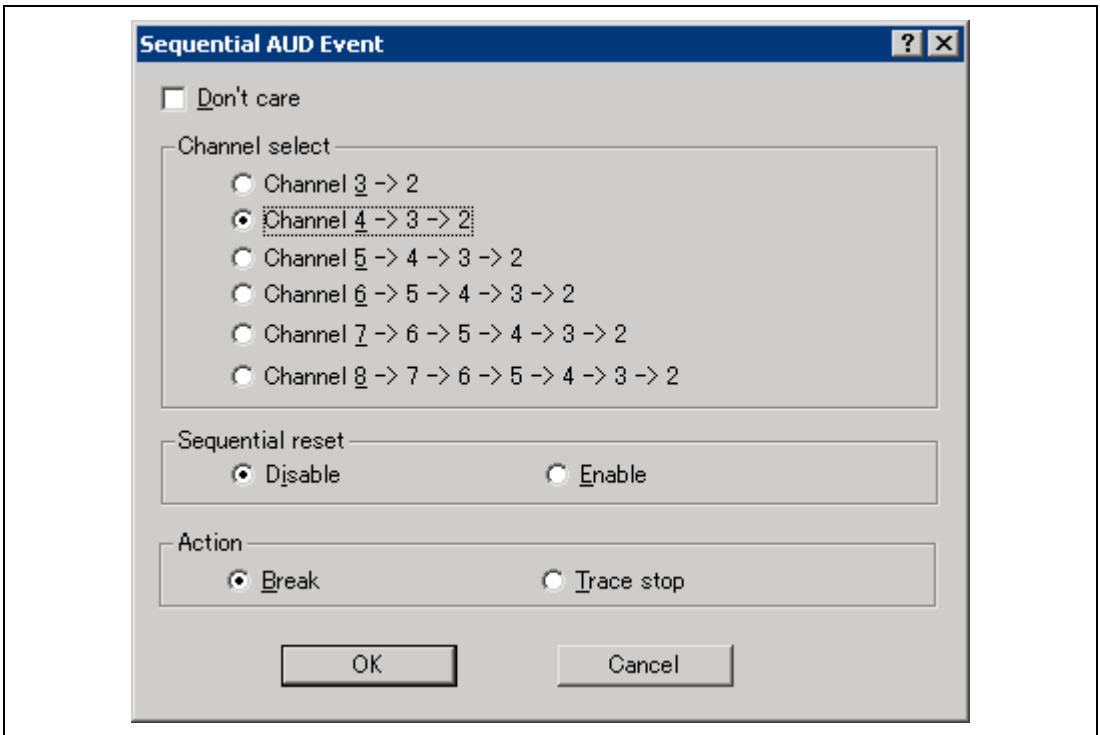 Sequential AUD Event
Don't care
Channel select
Channel 3 -> 2
Channel 4 -> 3 -> 2
Channel 5 -> 4 -> 3 -> 2
Channel 6 -> 5 -> 4 -> 3 -> 2
Channel 7 -> 6 -> 5 -> 4 -> 3 -> 2
Channel 8 -> 7 -> 6 -> 5 -> 4 -> 3 -> 2
Sequential reset
Disable Enable
Action
Break Trace stop
OK Cancel